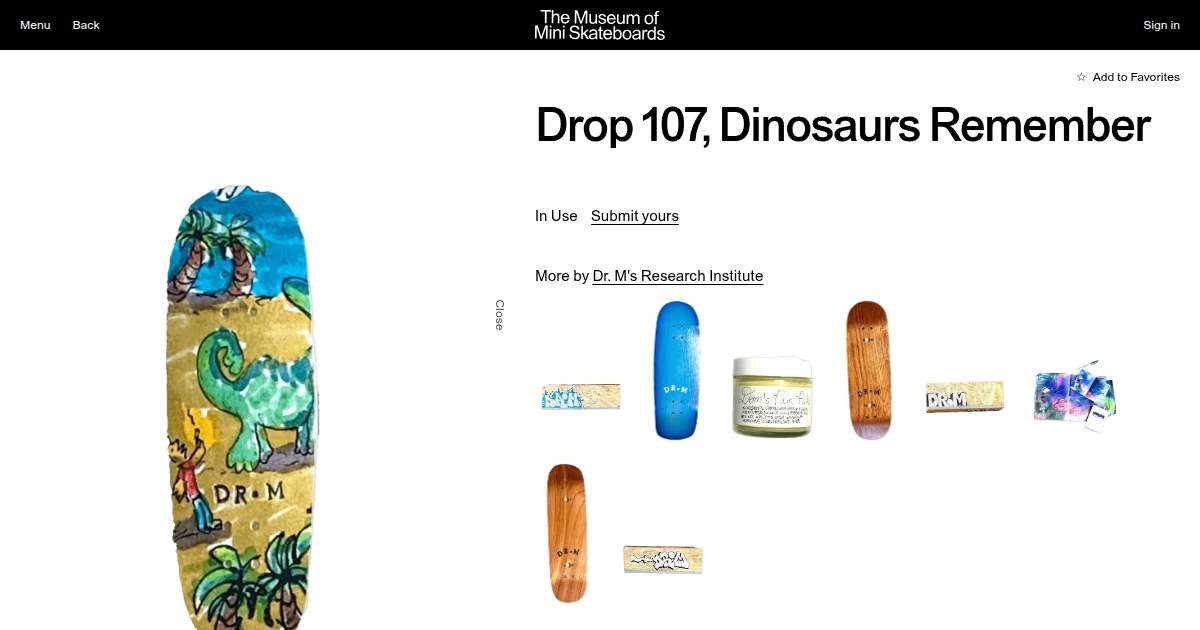 Menu
Back
The Museum of
Mini Skateboards
Sign in
☆ Add to Favorites
Drop 107, Dinosaurs Remember
In Use
Submit yours
More by Dr. M's Research Institute
Close
DR•M
DR•M
DR•M
DR•M
DR•M